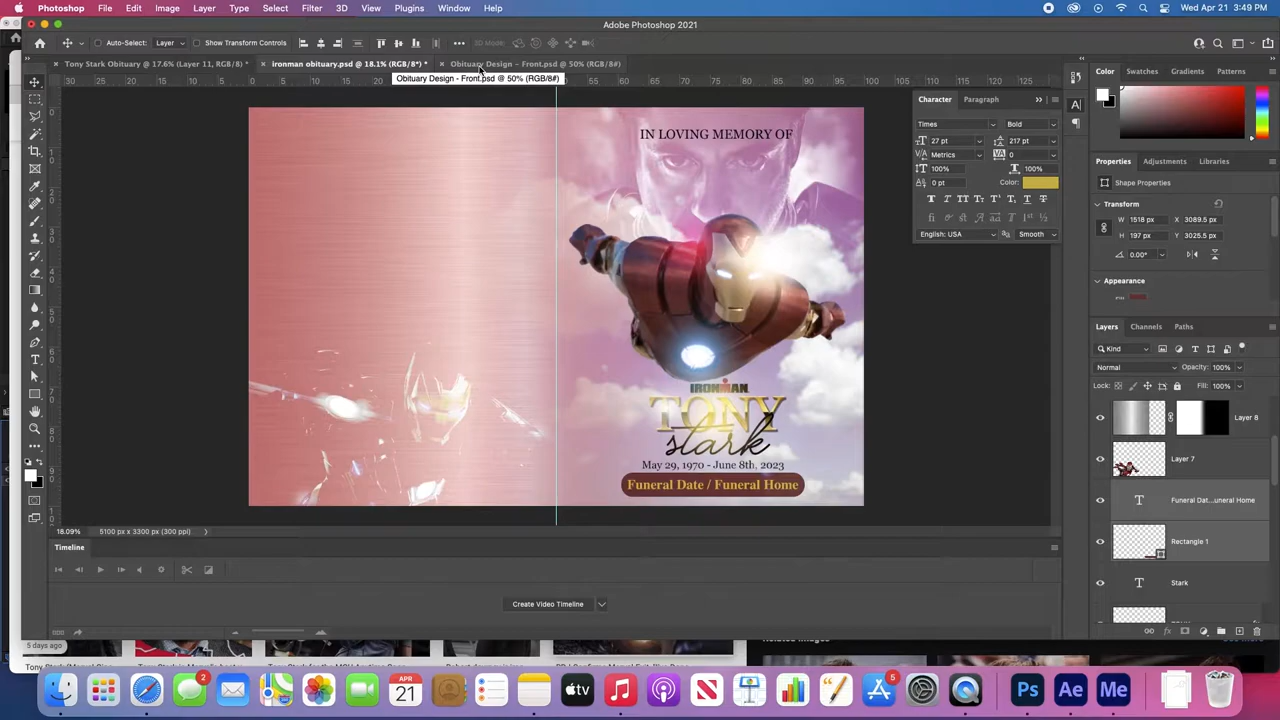 Photoshop File Edit Image Layer Type Select Filter 3D View Plugins Window Help
Wed Apr 21 3:49 PM
Adobe Photoshop 2021
Auto-Select: Layer Show Transform Controls 3D Mode:
Tony Stark Obituary @ 17.6% (Layer 11, RGB/8) *
ironman obituary.psd @ 18.1% (RGB/8*) *
Obituary Design – Front.psd @ 50% (RGB/8#)
Obituary Design - Front.psd @ 50% (RGB/8#)
IN LOVING MEMORY OF
IRONMAN
TONY
stark
May 29, 1970 - June 8th, 2023
Funeral Date / Funeral Home
Character Paragraph
Times Bold
27 pt 217 pt
Metrics 0
100% 100%
0 pt Color:
English: USA Smooth
Color Swatches Gradients Patterns
Properties Adjustments Libraries
Shape Properties
Transform
W 1518 px X 3089.5 px
H 197 px Y 3025.5 px
0.00°
Appearance
Layers Channels Paths
Kind
Normal Opacity: 100%
Lock: Fill: 100%
Layer 8
Layer 7
Funeral Dat...uneral Home
Rectangle 1
Stark
18.09% 5100 px x 3300 px (300 ppi)
Timeline
Create Video Timeline
5 days ago
APR
21
tv
Ps Ae Me
2
5